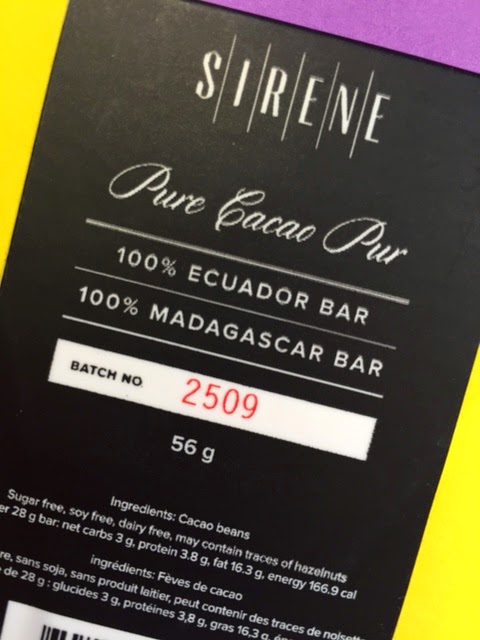 SIRENE
Pure Cacao Pur
100% ECUADOR BAR
100% MADAGASCAR BAR
BATCH NO. 2509
56 g
Ingredients: Cacao beans
Sugar free, soy free, dairy free, may contain traces of hazelnuts
28 g bar: net carbs 3 g, protein 3.8 g, fat 16.3 g, energy 166.9 cal
ingrédients: Fèves de cacao
sans soja, sans produit laitier, peut contenir des traces de
de 28 g : glucides 3 g, protéines 3,8 g, gras 16.3 g,